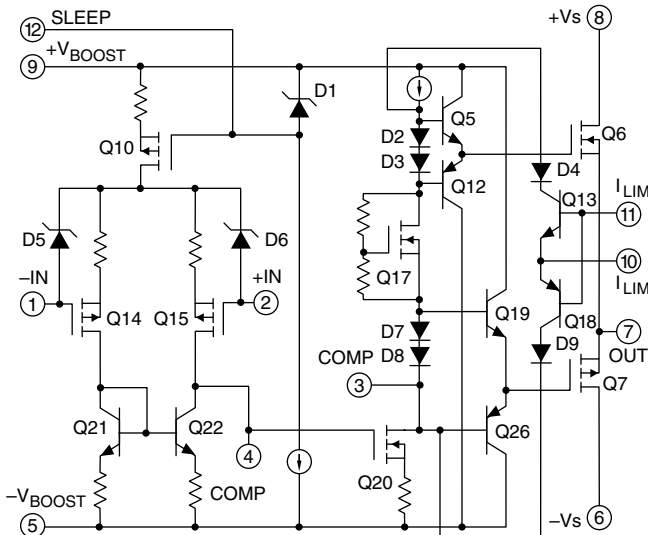 12 SLEEP
+Vs 8
9 +VBOOST
D1
Q10
Q5
Q6
D2
D3
D4
Q12
Q13
ILIM
11
D5
D6
–IN
+IN
1
2
Q14
Q15
Q17
10
ILIM
Q18
Q19
7
OUT
D7
D8
D9
COMP
3
Q7
Q21
Q22
4
Q20
Q26
–VBOOST
COMP
5
–Vs 6